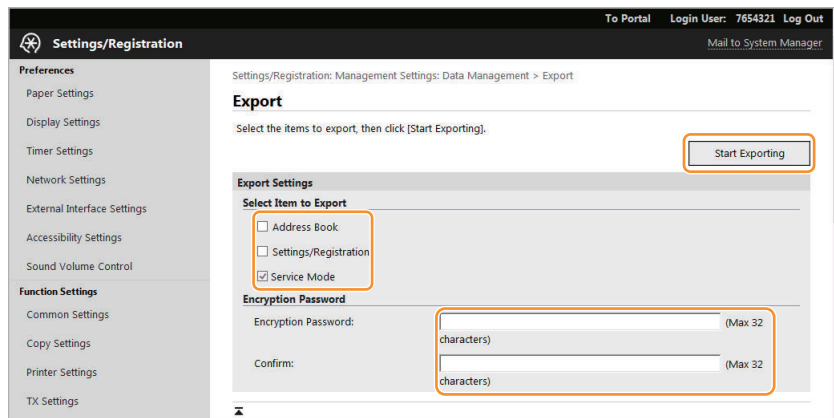 To Portal Login User: 7654321 Log Out
Settings/Registration
Mail to System Manager
Preferences
Paper Settings
Display Settings
Timer Settings
Network Settings
External Interface Settings
Accessibility Settings
Sound Volume Control
Function Settings
Common Settings
Copy Settings
Printer Settings
TX Settings
Settings/Registration: Management Settings: Data Management > Export
Export
Select the items to export, then click [Start Exporting].
Start Exporting
Export Settings
Select Item to Export
Address Book
Settings/Registration
Service Mode
Encryption Password
Encryption Password: (Max 32
characters)
Confirm: (Max 32
characters)